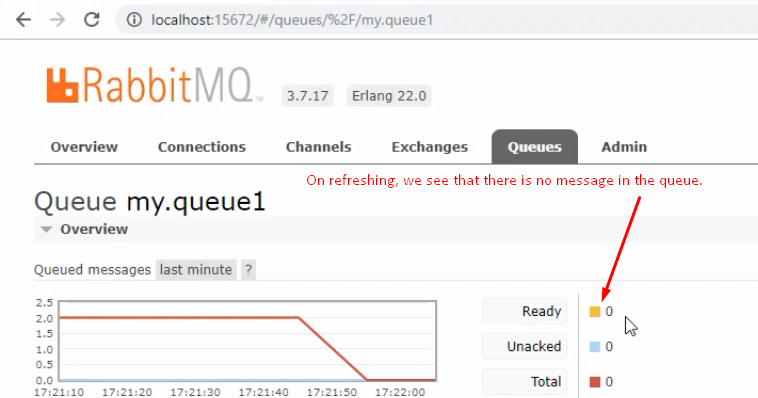 localhost:15672/#/queues/%2F/my.queue1
RabbitMQ TM 3.7.17 Erlang 22.0
Overview Connections Channels Exchanges Queues Admin
On refreshing, we see that there is no message in the queue.
Queue my.queue1
Overview
Queued messages last minute ?
2.5
2.0
1.5
1.0
0.5
0.0
17:21:10 17:21:20 17:21:30 17:21:40 17:21:50 17:22:00
Ready 0
Unacked 0
Total 0